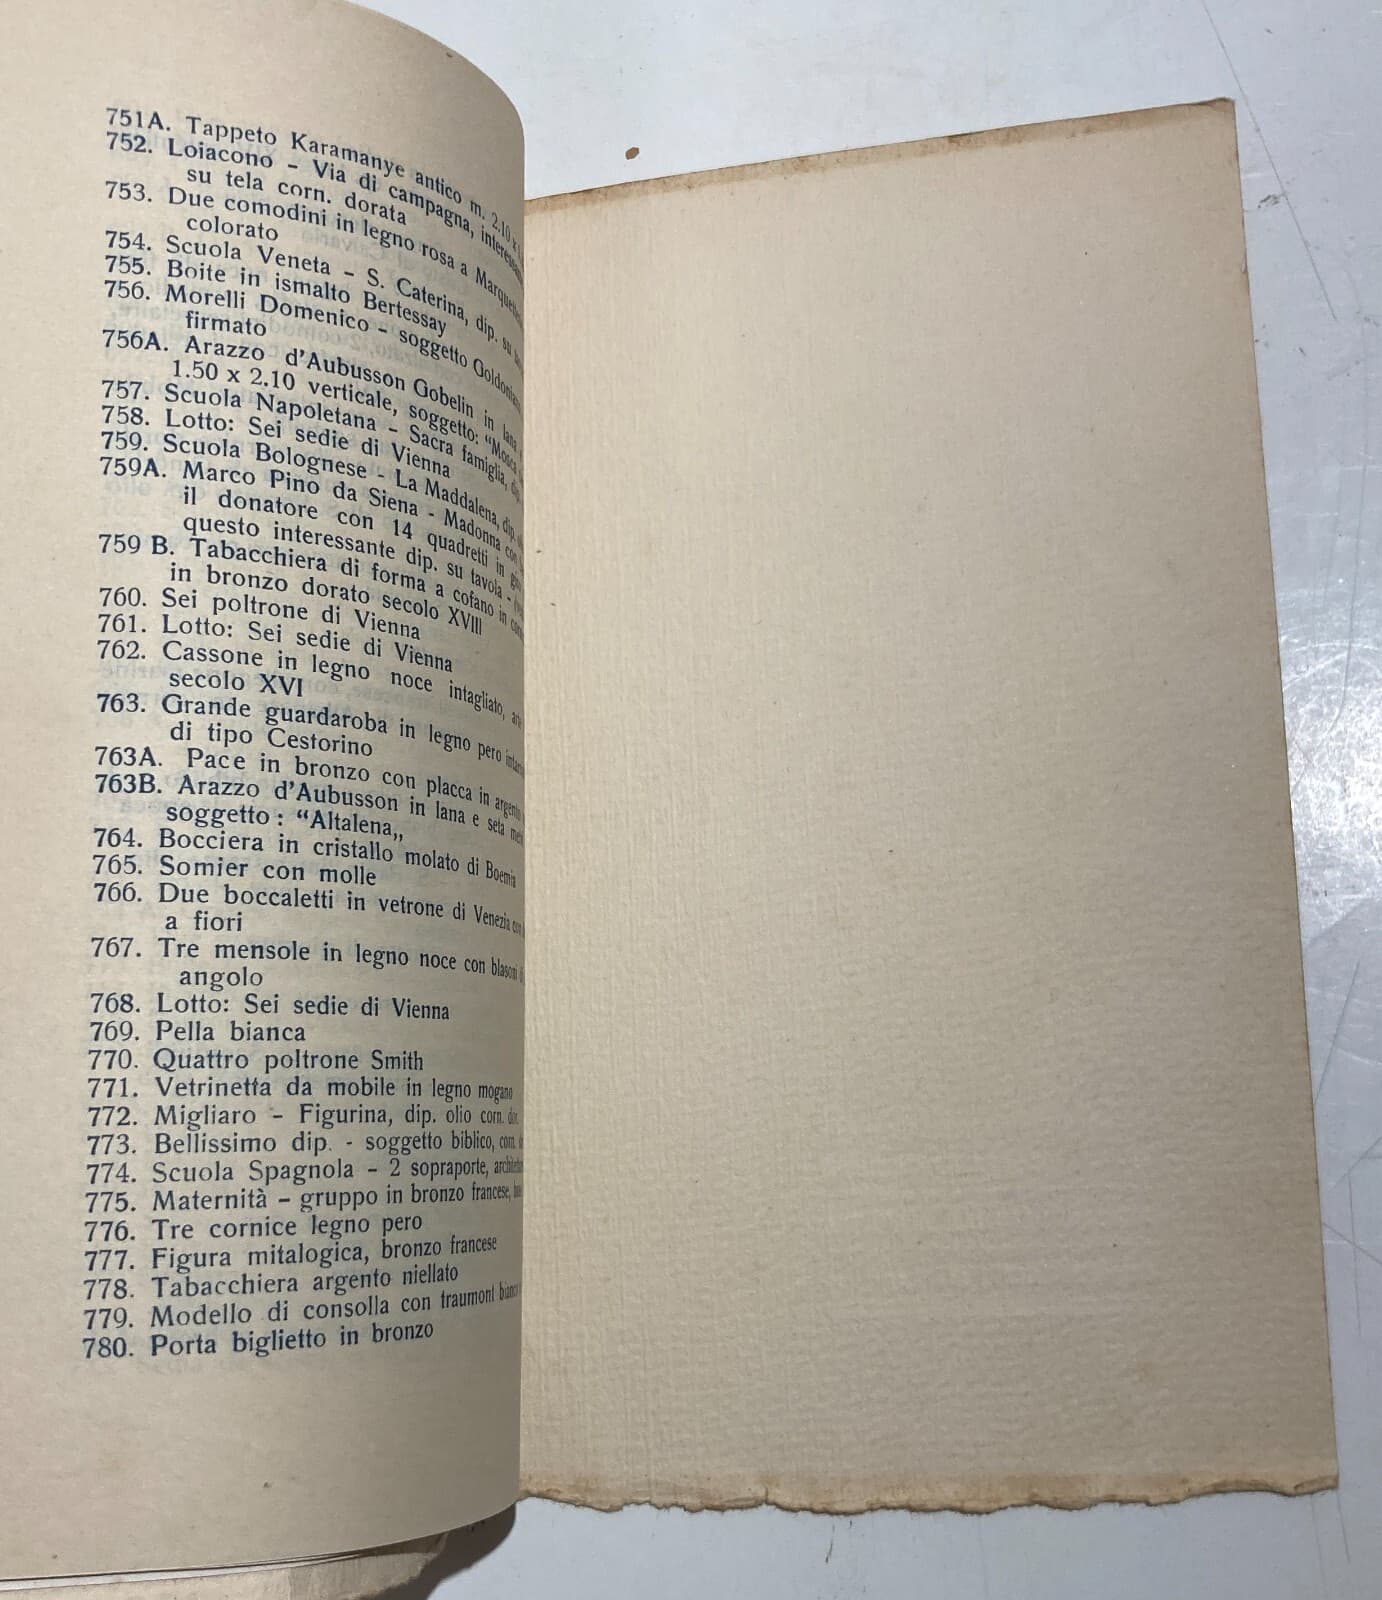 751A. Tappeto Karamanye antico m. 2.10 x
752. Loiacono - Via di campagna,
su tela corn. dorata
753. Due comodini in legno rosa a
colorato
754. Scuola Veneta - S. Caterina, dip. su
755. Boite in ismalto Bertessay
756. Morelli Domenico - soggetto
firmato
756A. Arazzo d'Aubusson Gobelin in lana
1.50 x 2.10 verticale, soggetto: "Mosca
757. Scuola Napoletana - Sacra famiglia, dip.
758. Lotto: Sei sedie di Vienna
759. Scuola Bolognese - La Maddalena, dip.
759A. Marco Pino da Siena - Madonna con
il donatore con 14 quadretti in
questo interessante dip. su tavola -
759 B. Tabacchiera di forma a cofano in
in bronzo dorato secolo XVIII
760. Sei poltrone di Vienna
761. Lotto: Sei sedie di Vienna
762. Cassone in legno noce intagliato,
secolo XVI
763. Grande guardaroba in legno pero
di tipo Cestorino
763A. Pace in bronzo con placca in argento
763B. Arazzo d'Aubusson in lana e seta
soggetto : "Altalena,,
764. Bocciera in cristallo molato di Boemia
765. Somier con molle
766. Due boccaletti in vetrone di Venezia
a fiori
767. Tre mensole in legno noce con blasoni
angolo
768. Lotto: Sei sedie di Vienna
769. Pella bianca
770. Quattro poltrone Smith
771. Vetrinetta da mobile in legno mogano
772. Migliaro - Figurina, dip. olio corn.
773. Bellissimo dip. - soggetto biblico, corn.
774. Scuola Spagnola - 2 sopraporte,
775. Maternità - gruppo in bronzo francese,
776. Tre cornice legno pero
777. Figura mitalogica, bronzo francese
778. Tabacchiera argento niellato
779. Modello di consolla con traumont
780. Porta biglietto in bronzo